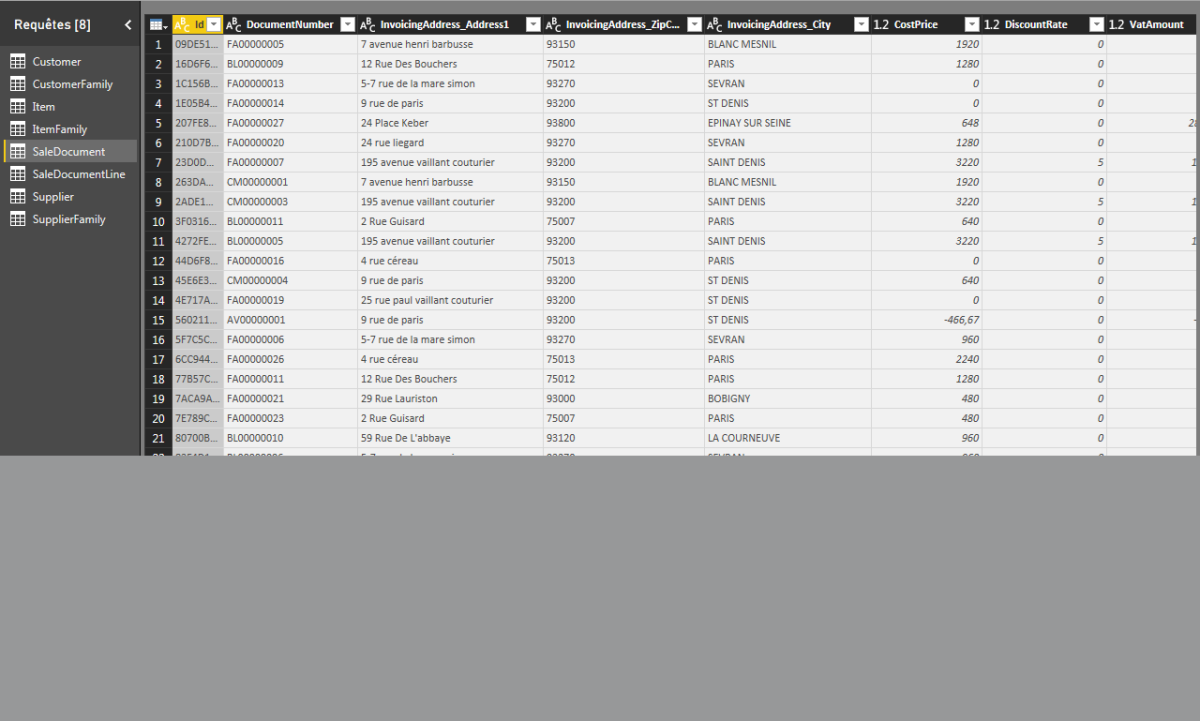 Requêtes [8] <
Customer
CustomerFamily
Item
ItemFamily
SaleDocument
SaleDocumentLine
Supplier
SupplierFamily
ABC Id ABC DocumentNumber ABC InvoicingAddress_Address1 ABC InvoicingAddress_ZipC... ABC InvoicingAddress_City 1.2 CostPrice 1.2 DiscountRate 1.2 VatAmount
1 09DE51... FA00000005 7 avenue henri barbusse 93150 BLANC MESNIL 1920 0
2 16D6F6... BL00000009 12 Rue Des Bouchers 75012 PARIS 1280 0
3 1C156B... FA00000013 5-7 rue de la mare simon 93270 SEVRAN 0 0
4 1E05B4... FA00000014 9 rue de paris 93200 ST DENIS 0 0
5 207FE8... FA00000027 24 Place Keber 93800 EPINAY SUR SEINE 648 0
6 210D7B... FA00000020 24 rue liegard 93270 SEVRAN 1280 0
7 23D0D... FA00000007 195 avenue vaillant couturier 93200 SAINT DENIS 3220 5
8 263DA... CM00000001 7 avenue henri barbusse 93150 BLANC MESNIL 1920 0
9 2ADE1... CM00000003 195 avenue vaillant couturier 93200 SAINT DENIS 3220 5
10 3F0316... BL00000011 2 Rue Guisard 75007 PARIS 640 0
11 4272FE... BL00000005 195 avenue vaillant couturier 93200 SAINT DENIS 3220 5
12 44D6F8... FA00000016 4 rue céreau 75013 PARIS 0 0
13 45E6E3... CM00000004 9 rue de paris 93200 ST DENIS 640 0
14 4E717A... FA00000019 25 rue paul vaillant couturier 93200 ST DENIS 0 0
15 560211... AV00000001 9 rue de paris 93200 ST DENIS -466,67 0
16 5F7C5C... FA00000006 5-7 rue de la mare simon 93270 SEVRAN 960 0
17 6CC944... FA00000026 4 rue céreau 75013 PARIS 2240 0
18 77B57C... FA00000011 12 Rue Des Bouchers 75012 PARIS 1280 0
19 7ACA9A... FA00000021 29 Rue Lauriston 93000 BOBIGNY 480 0
20 7E789C... FA00000023 2 Rue Guisard 75007 PARIS 480 0
21 80700B... BL00000010 59 Rue De L'abbaye 93120 LA COURNEUVE 960 0